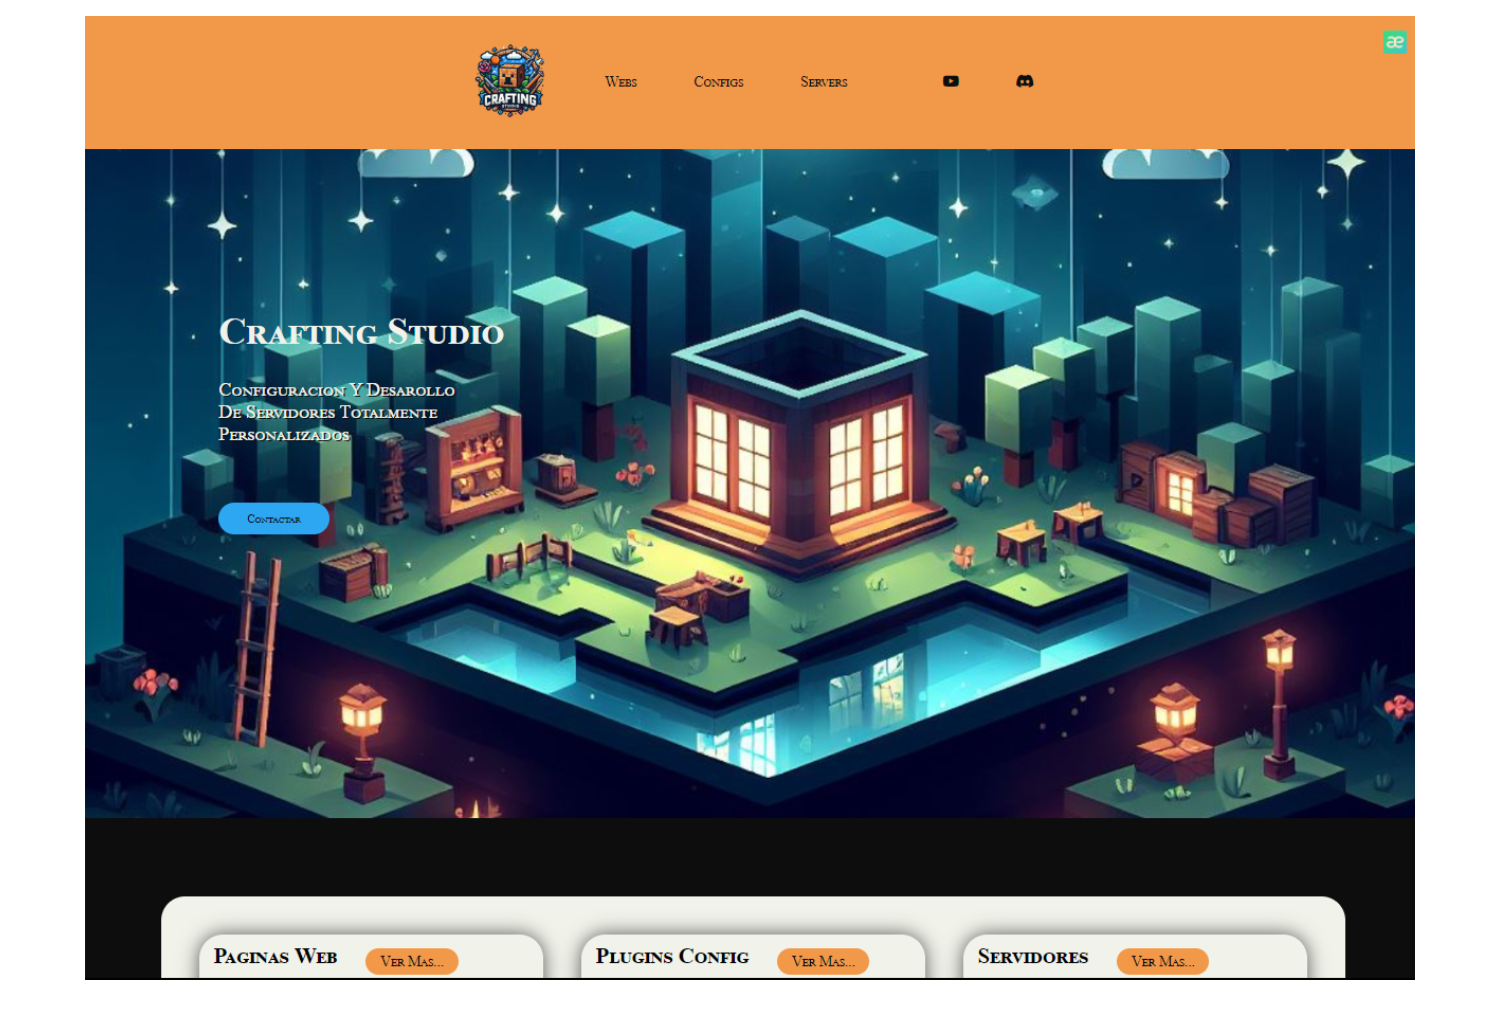 CRAFTING
STUDIO
Webs
Configs
Servers
æ
Crafting Studio
Configuracion Y Desarollo
De Servidores Totalmente
Personalizados
Contactar
Paginas Web
Ver Mas...
Plugins Config
Ver Mas...
Servidores
Ver Mas...